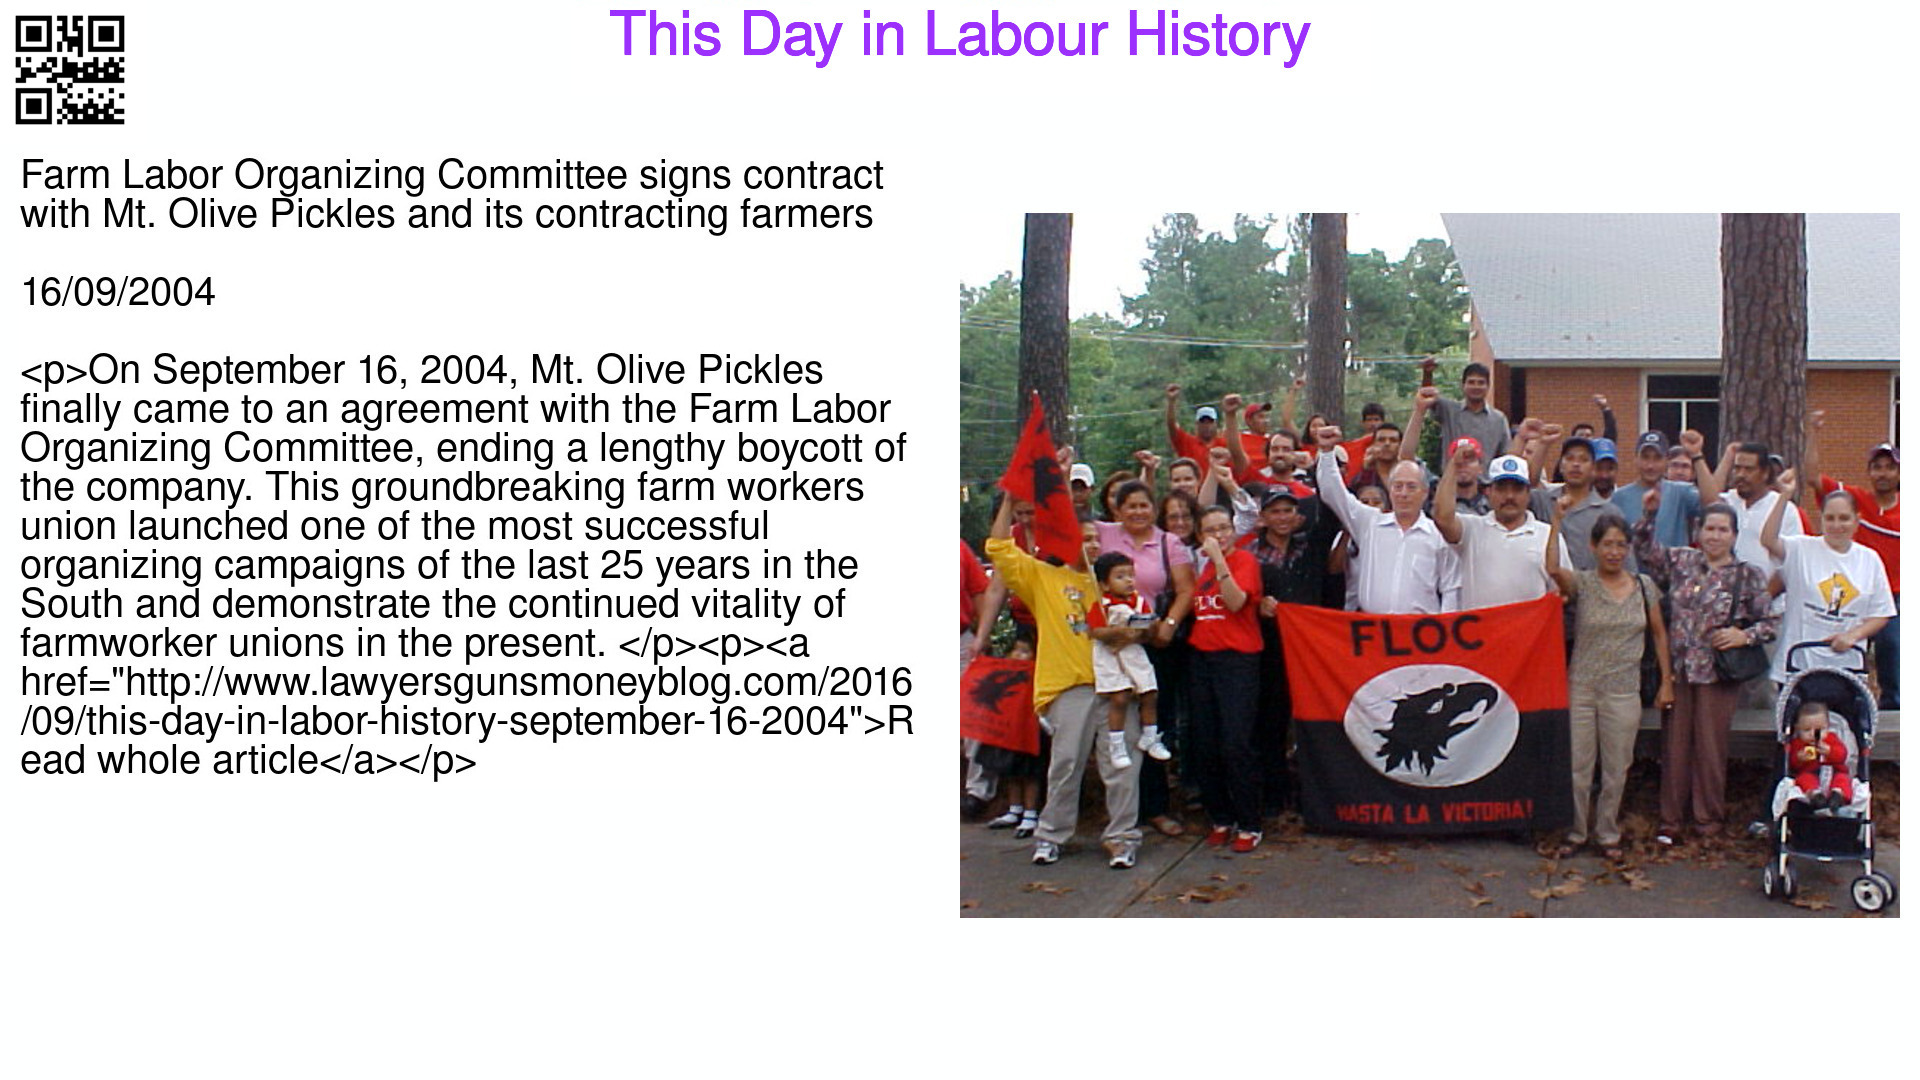 This Day in Labour History
Farm Labor Organizing Committee signs contract
with Mt. Olive Pickles and its contracting farmers
16/09/2004
<p>On September 16, 2004, Mt. Olive Pickles
finally came to an agreement with the Farm Labor
Organizing Committee, ending a lengthy boycott of
the company. This groundbreaking farm workers
union launched one of the most successful
organizing campaigns of the last 25 years in the
South and demonstrate the continued vitality of
farmworker unions in the present. </p><p><a
href="http://www.lawyersgunsmoneyblog.com/2016
/09/this-day-in-labor-history-september-16-2004">R
ead whole article</a></p>
FLOC
HASTA LA VICTORIA!